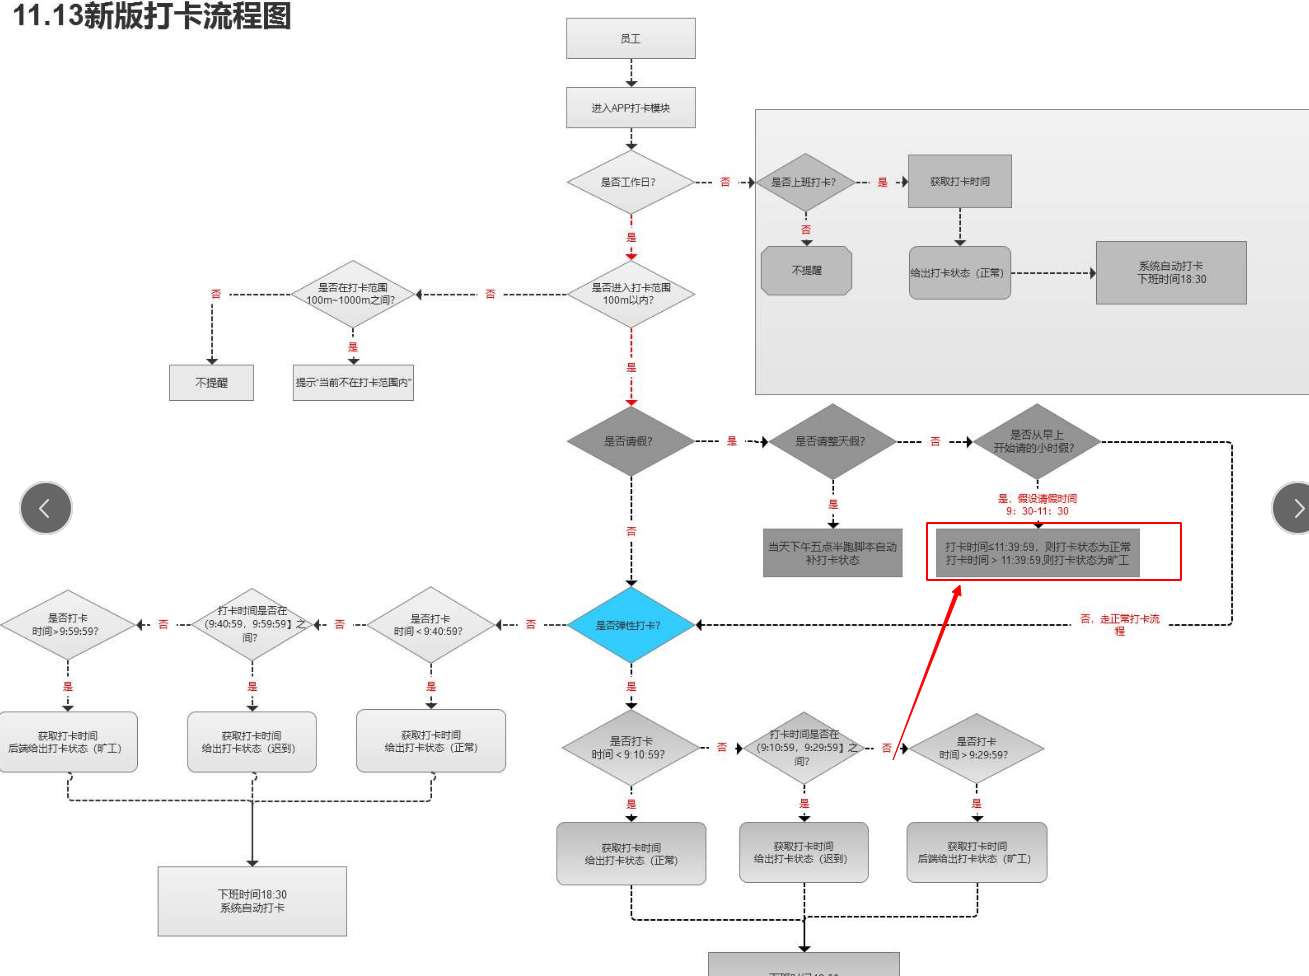 11.13新版打卡流程图
员工
进入APP打卡模块
是否工作日?
否
是否上班打卡?
是
获取打卡时间
否
不提醒
给出打卡状态（正常）
系统自动打卡
下班时间18:30
是
是否进入打卡范围
100m以内?
否
是否在打卡范围
100m~1000m之间?
否
是
不提醒
提示“当前不在打卡范围内”
是
是否请假?
是
是否请整天假?
否
是否从早上
开始请的小时假?
是
当天下午五点半跑脚本自动
补打卡状态
是，假设请假时间
9：30-11：30
打卡时间≤11:39:59，则打卡状态为正常
打卡时间＞11:39:59,则打卡状态为旷工
否，走正常打卡流
程
否
是否弹性打卡?
否
是否打卡
时间＜9:40:59?
否
打卡时间是否在
(9:40:59，9:59:59】之
间?
否
是否打卡
时间>9:59:59?
是
是
是
获取打卡时间
后端给出打卡状态（旷工）
获取打卡时间
给出打卡状态（迟到）
获取打卡时间
给出打卡状态（正常）
下班时间18:30
系统自动打卡
是
是否打卡
时间＜9:10:59?
否
打卡时间是否在
(9:10:59，9:29:59】之
间?
否
是否打卡
时间＞9:29:59?
是
是
是
获取打卡时间
给出打卡状态（正常）
获取打卡时间
给出打卡状态（迟到）
获取打卡时间
后端给出打卡状态（旷工）